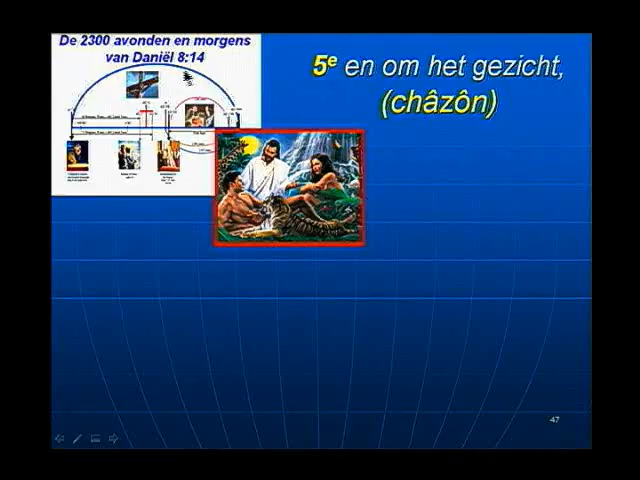 De 2300 avonden en morgens
van Daniël 8:14
5e en om het gezicht,
(châzôn)
47